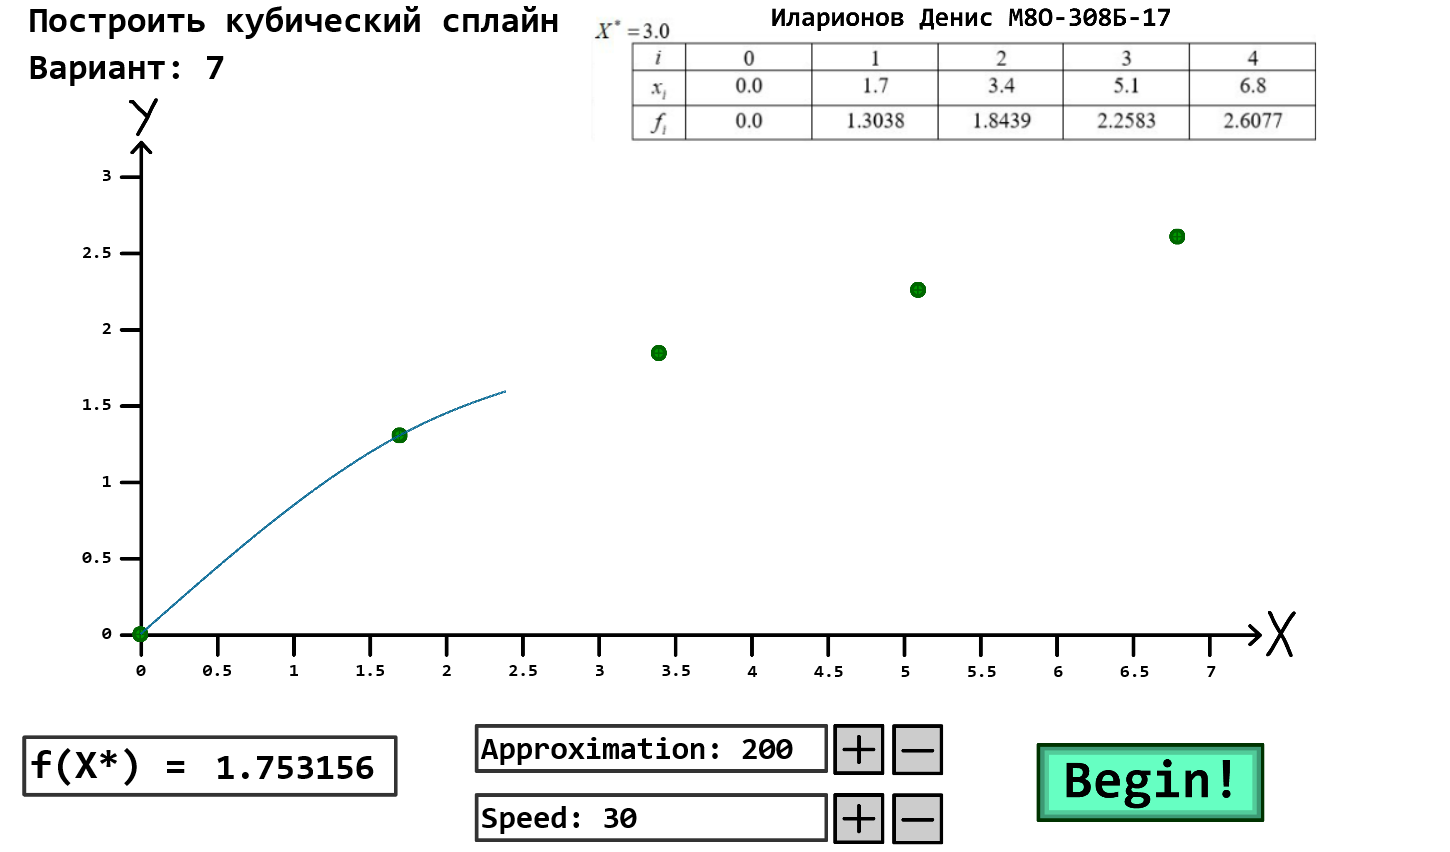 Построить кубический сплайн
Вариант: 7
Иларионов Денис М8О-308Б-17
X* = 3.0
i 0 1 2 3 4
xi 0.0 1.7 3.4 5.1 6.8
fi 0.0 1.3038 1.8439 2.2583 2.6077
Y
3
2.5
2
1.5
1
0.5
0
0 0.5 1 1.5 2 2.5 3 3.5 4 4.5 5 5.5 6 6.5 7
X
f(X*) = 1.753156
Approximation: 200 + —
Speed: 30 + —
Begin!